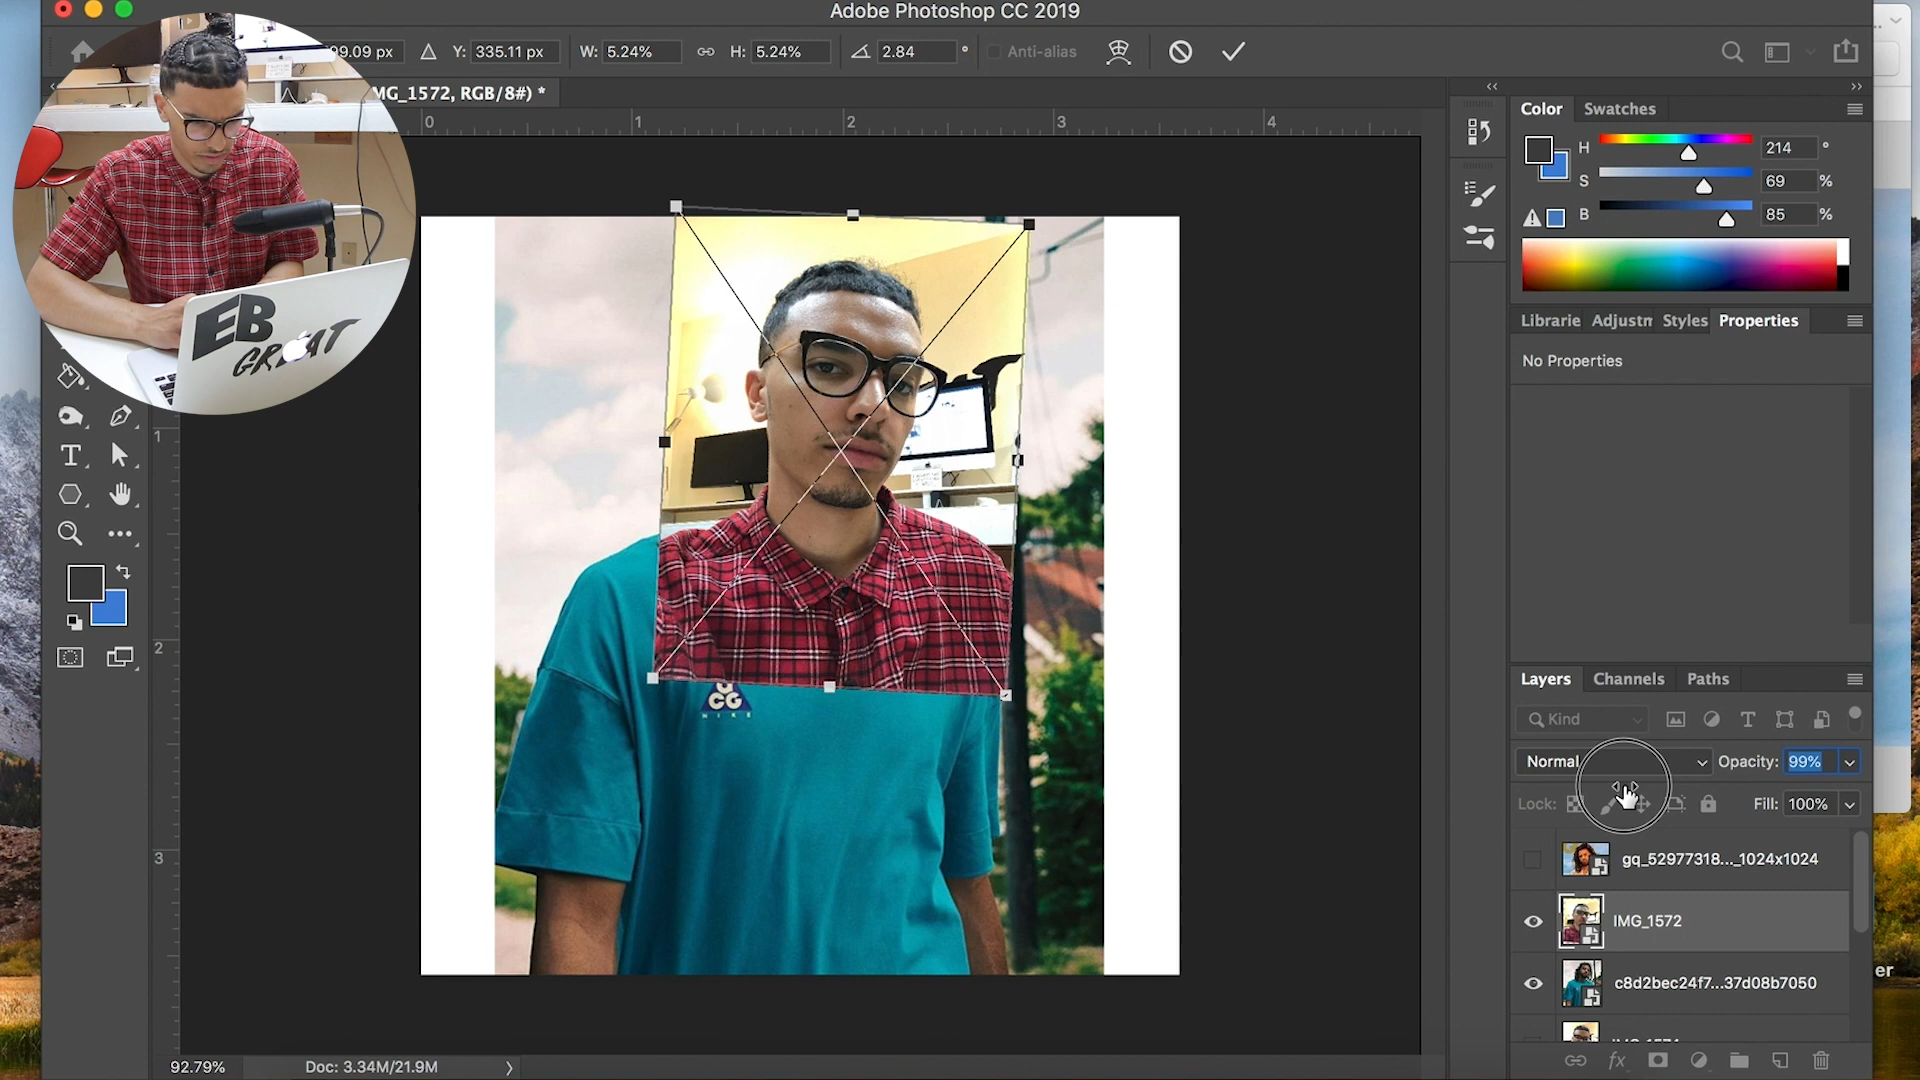 Adobe Photoshop CC 2019
99.09 px
Y: 335.11 px
W: 5.24%
H: 5.24%
2.84 °
Anti-alias
MG_1572, RGB/8#) *
0 1 2 3 4
1
2
3
EB
GREAT
CG
NIKE
T
Color
Swatches
H 214 °
S 69 %
B 85 %
Librarie
Adjustm
Styles
Properties
No Properties
Layers
Channels
Paths
Kind
T
Normal
Opacity: 99%
Lock:
Fill: 100%
gq_52977318..._1024x1024
IMG_1572
c8d2bec24f7...37d08b7050
fx
er
92.79%
Doc: 3.34M/21.9M